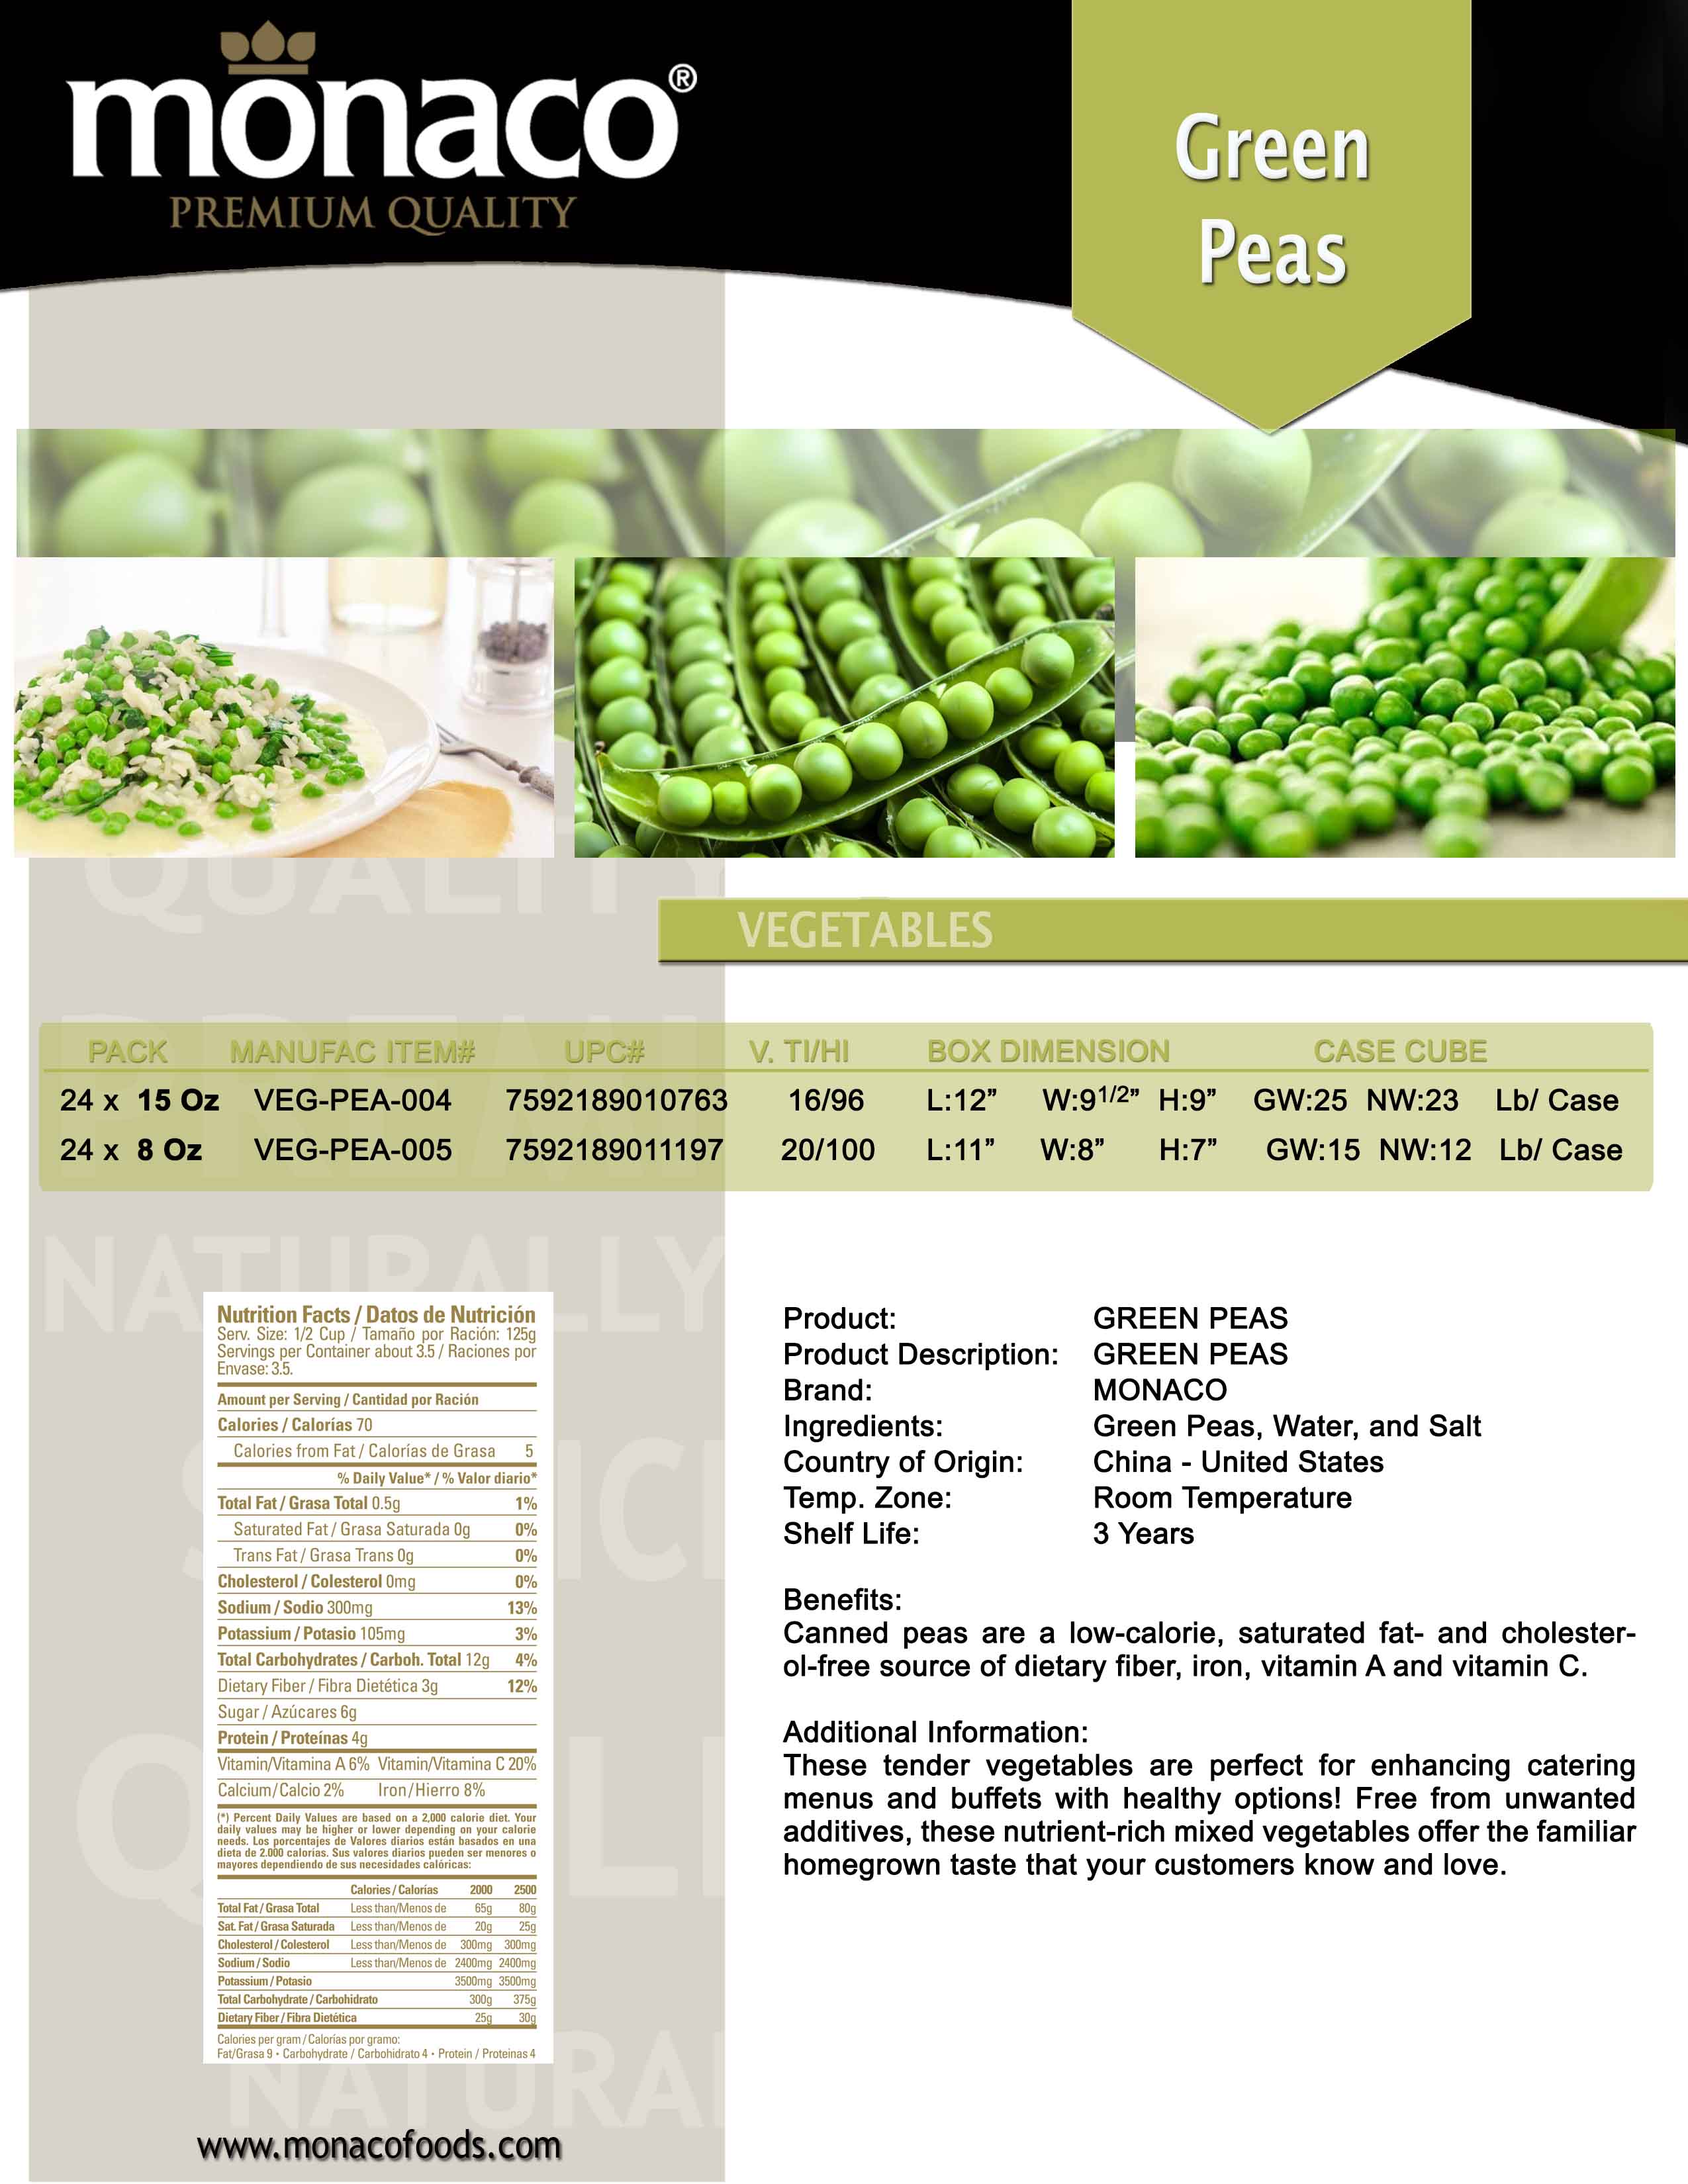 monaco®
PREMIUM QUALITY
Green
Peas
QUALITY
VEGETABLES
PREMI
PACK MANUFAC ITEM# UPC# V. TI/HI BOX DIMENSION CASE CUBE
24 x 15 Oz VEG-PEA-004 7592189010763 16/96 L:12” W:9 1/2” H:9” GW:25 NW:23 Lb/ Case
24 x 8 Oz VEG-PEA-005 7592189011197 20/100 L:11” W:8” H:7” GW:15 NW:12 Lb/ Case
NATURALLY
Nutrition Facts / Datos de Nutrición
Serv. Size: 1/2 Cup / Tamaño por Ración: 125g
Servings per Container about 3.5 / Raciones por
Envase: 3.5.
Amount per Serving / Cantidad por Ración
Calories / Calorías 70
Calories from Fat / Calorías de Grasa 5
% Daily Value* / % Valor diario*
Total Fat / Grasa Total 0.5g 1%
Saturated Fat / Grasa Saturada 0g 0%
Trans Fat / Grasa Trans 0g 0%
Cholesterol / Colesterol 0mg 0%
Sodium / Sodio 300mg 13%
Potassium / Potasio 105mg 3%
Total Carbohydrates / Carboh. Total 12g 4%
Dietary Fiber / Fibra Dietética 3g 12%
Sugar / Azúcares 6g
Protein / Proteínas 4g
Vitamin/Vitamina A 6% Vitamin/Vitamina C 20%
Calcium/Calcio 2% Iron/Hierro 8%
(*) Percent Daily Values are based on a 2,000 calorie diet. Your
daily values may be higher or lower depending on your calorie
needs. Los porcentajes de Valores diarios están basados en una
dieta de 2.000 calorías. Sus valores diarios pueden ser menores o
mayores dependiendo de sus necesidades calóricas:
Calories / Calorías 2000 2500
Total Fat / Grasa Total Less than/Menos de 65g 80g
Sat. Fat / Grasa Saturada Less than/Menos de 20g 25g
Cholesterol / Colesterol Less than/Menos de 300mg 300mg
Sodium / Sodio Less than/Menos de 2400mg 2400mg
Potassium / Potasio 3500mg 3500mg
Total Carbohydrate / Carbohidrato 300g 375g
Dietary Fiber / Fibra Dietética 25g 30g
Calories per gram / Calorías por gramo:
Fat/Grasa 9 • Carbohydrate / Carbohidrato 4 • Protein / Proteinas 4
Product: GREEN PEAS
Product Description: GREEN PEAS
Brand: MONACO
Ingredients: Green Peas, Water, and Salt
Country of Origin: China - United States
Temp. Zone: Room Temperature
Shelf Life: 3 Years
Benefits:
Canned peas are a low-calorie, saturated fat- and cholester-
ol-free source of dietary fiber, iron, vitamin A and vitamin C.
Additional Information:
These tender vegetables are perfect for enhancing catering
menus and buffets with healthy options! Free from unwanted
additives, these nutrient-rich mixed vegetables offer the familiar
homegrown taste that your customers know and love.
NATURAL
www.monacofoods.com